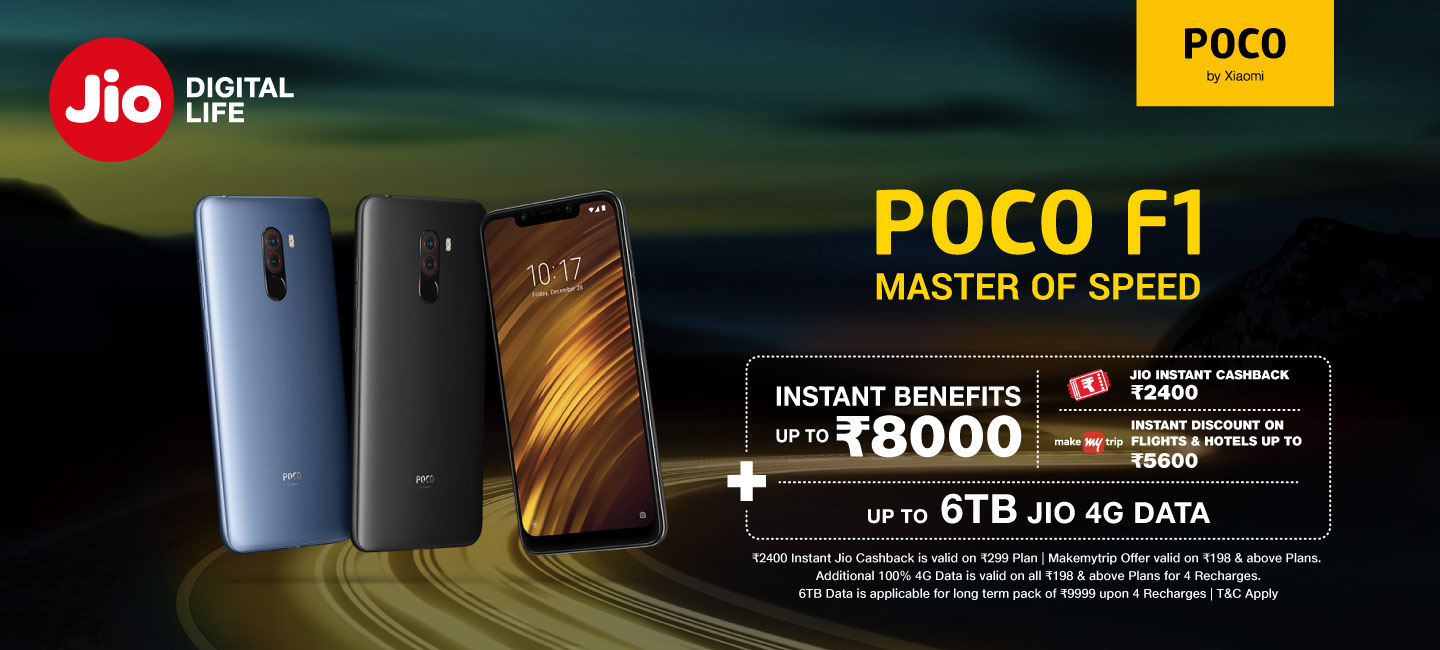 Jio DIGITAL
LIFE
POCO
by Xiaomi
POCO F1
MASTER OF SPEED
10:17
Friday, December 28
POCO
POCO
INSTANT BENEFITS
UP TO ₹8000
JIO INSTANT CASHBACK
₹2400
make my trip
INSTANT DISCOUNT ON
FLIGHTS & HOTELS UP TO
₹5600
+
UP TO 6TB JIO 4G DATA
₹2400 Instant Jio Cashback is valid on ₹299 Plan | Makemytrip Offer valid on ₹198 & above Plans.
Additional 100% 4G Data is valid on all ₹198 & above Plans for 4 Recharges.
6TB Data is applicable for long term pack of ₹9999 upon 4 Recharges | T&C Apply